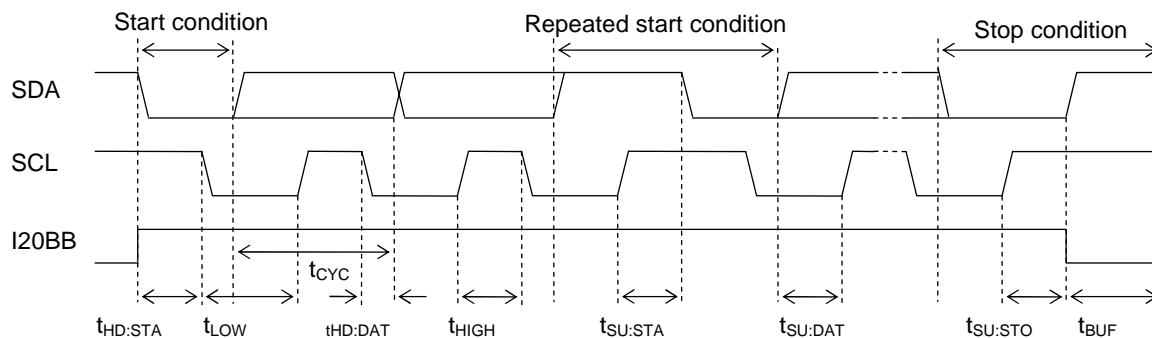 Start condition
Repeated start condition
Stop condition
SDA
SCL
I20BB
tCYC
tHD:STA
tLOW
tHD:DAT
tHIGH
tSU:STA
tSU:DAT
tSU:STO
tBUF